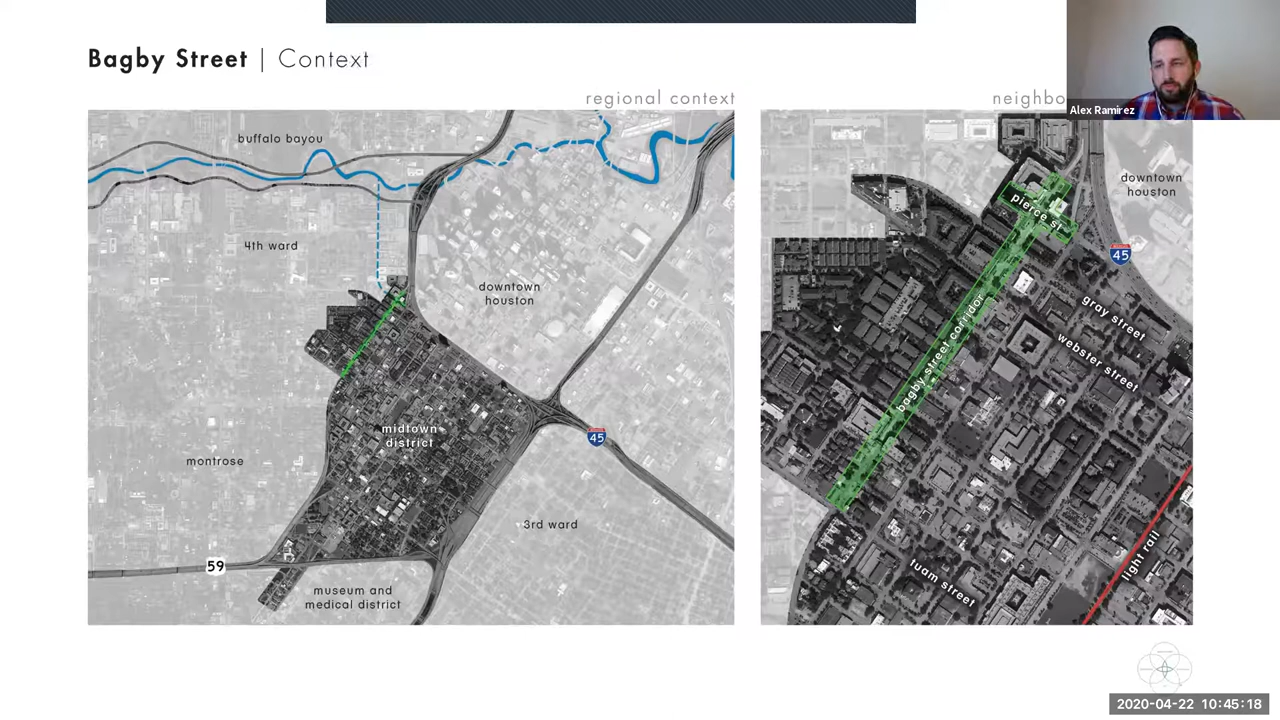 Bagby Street | Context
regional context
neighbo
Alex Ramirez
buffalo bayou
4th ward
downtown
houston
midtown
district
montrose
45
3rd ward
59
museum and
medical district
downtown
houston
pierce st
45
gray street
webster street
bagby street corridor
light rail
tuam street
2020-04-22 10:45:18